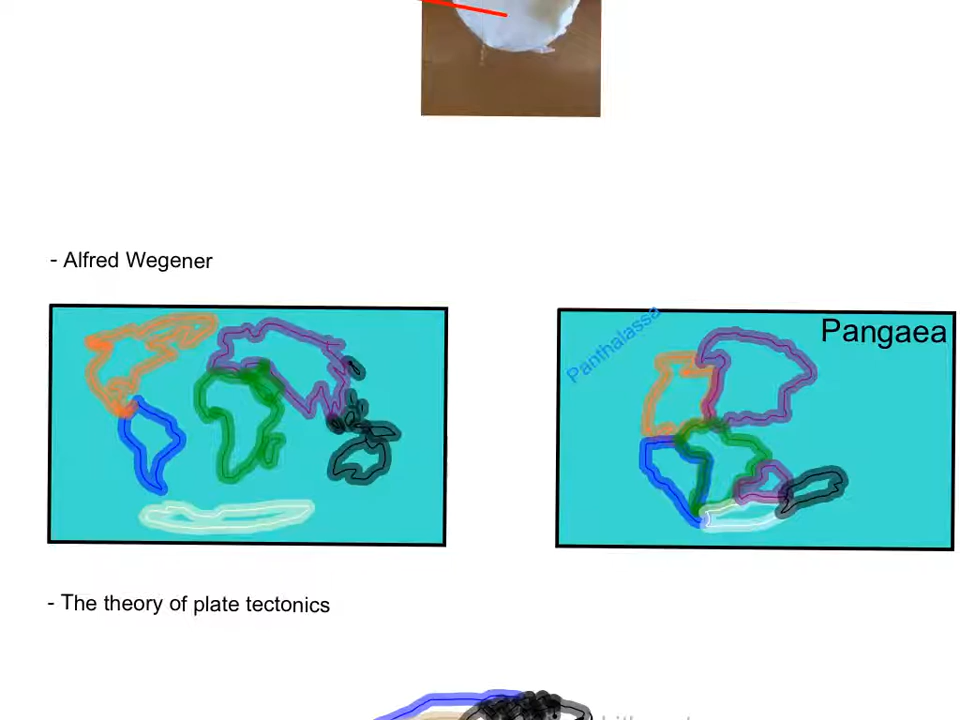 - Alfred Wegener
Panthalassa
Pangaea
- The theory of plate tectonics